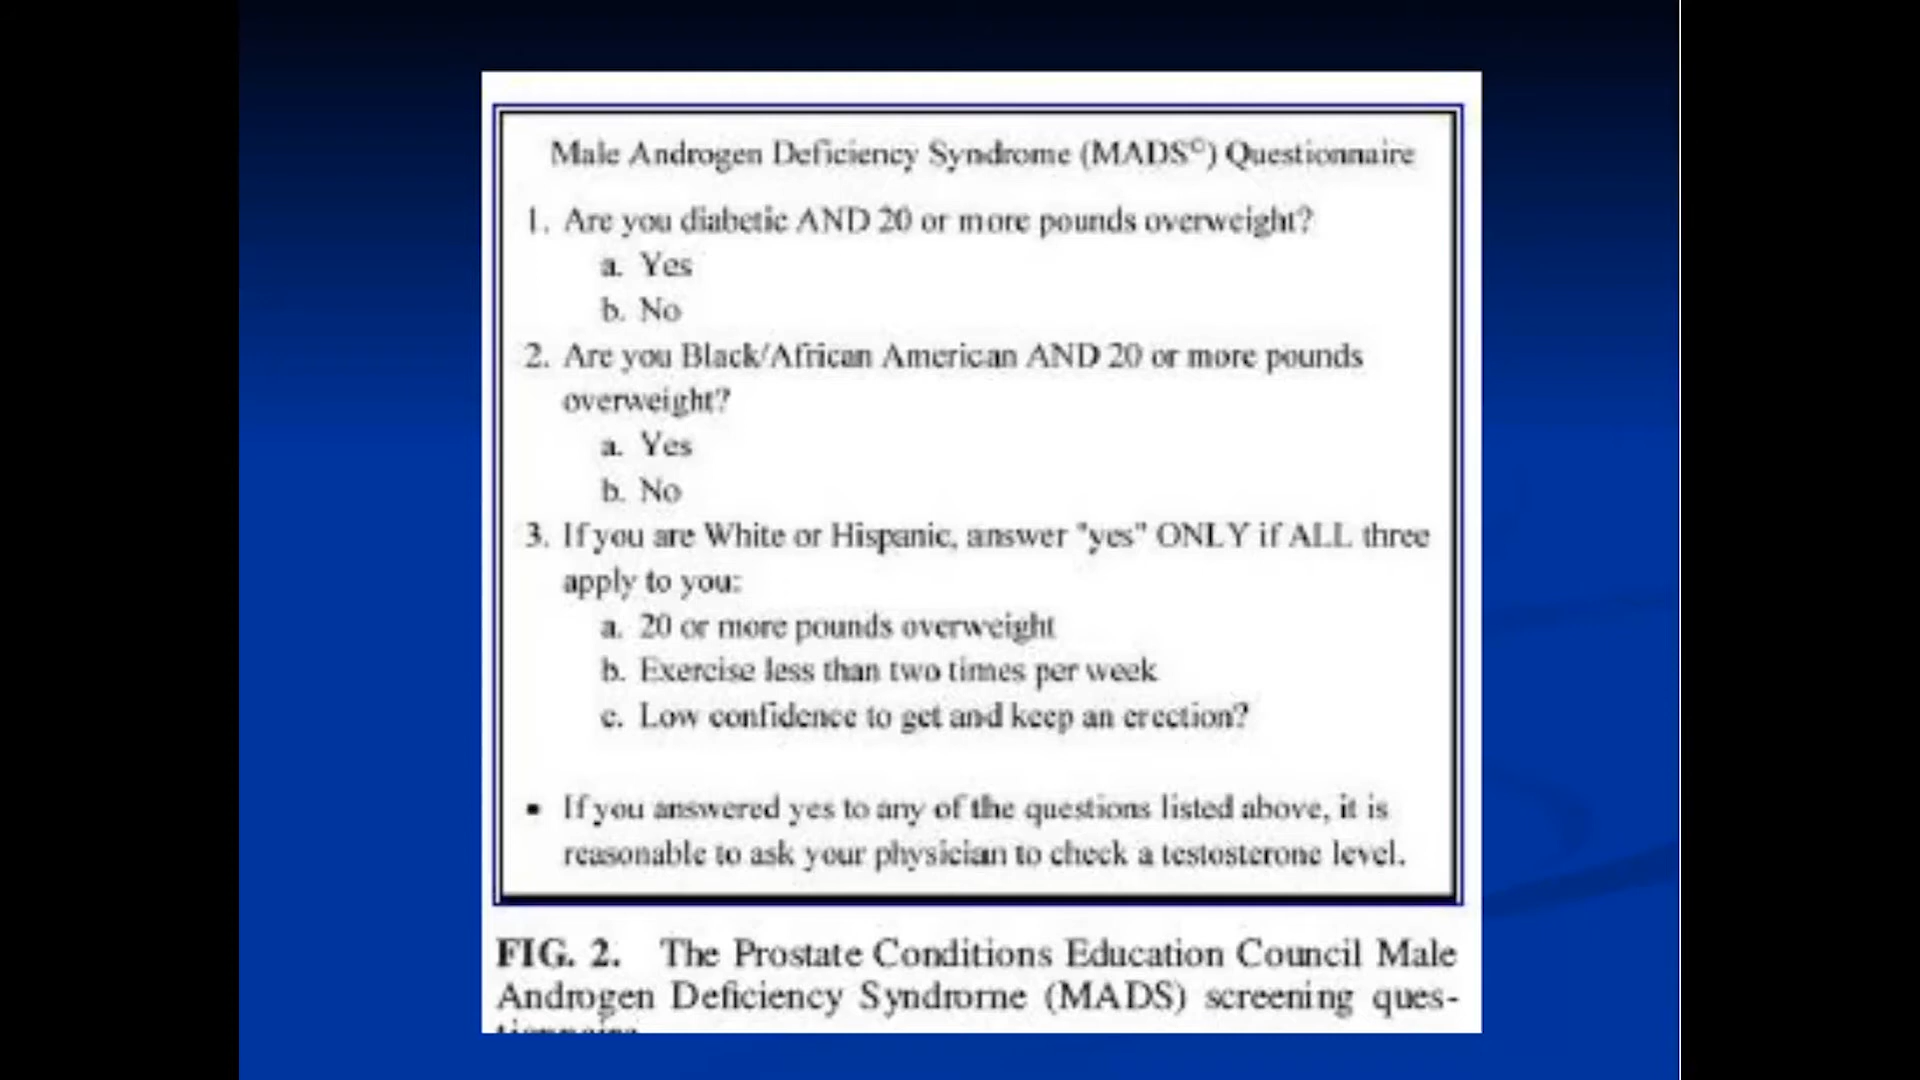 Male Androgen Deficiency Syndrome (MADS©) Questionnaire
1. Are you diabetic AND 20 or more pounds overweight?
a. Yes
b. No
2. Are you Black/African American AND 20 or more pounds
overweight?
a. Yes
b. No
3. If you are White or Hispanic, answer "yes" ONLY if ALL three
apply to you:
a. 20 or more pounds overweight
b. Exercise less than two times per week
c. Low confidence to get and keep an erection?
• If you answered yes to any of the questions listed above, it is
reasonable to ask your physician to check a testosterone level.
FIG. 2. The Prostate Conditions Education Council Male
Androgen Deficiency Syndrome (MADS) screening ques-
tionnaire